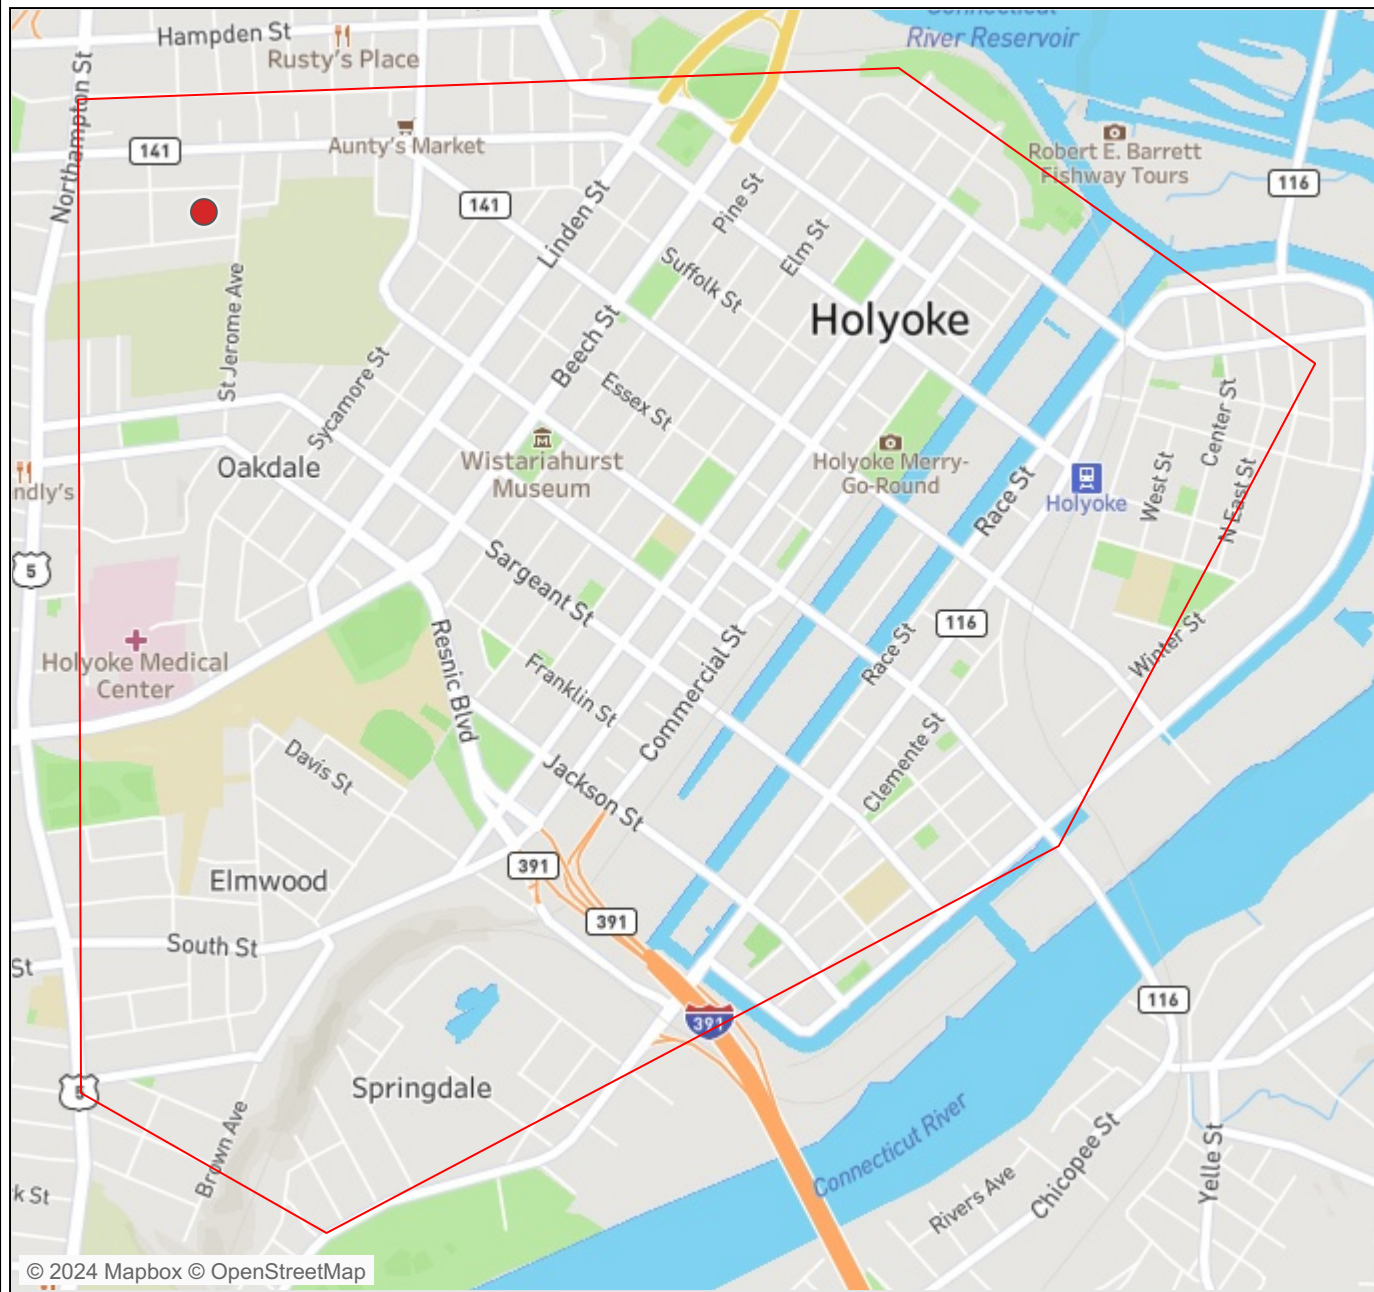 Connecticut
River Reservoir
Hampden St
Rusty's Place
Northampton St
141
Aunty's Market
141
Robert E. Barrett
Fishway Tours
116
Linden St
Pine St
Elm St
Suffolk St
Holyoke
St Jerome Ave
Sycamore St
Beech St
Essex St
Center St
Oakdale
Wistariahurst
Museum
Holyoke Merry-
Go-Round
Race St
Holyoke
West St
N East St
ndly's
5
Sargeant St
Holyoke Medical
Center
Resnic Blvd
Franklin St
Commercial St
Race St
116
Winter St
Davis St
Jackson St
Clemente St
391
Elmwood
391
South St
St
391
116
5
Springdale
Brown Ave
Connecticut River
Rivers Ave
Chicopee St
Yelle St
k St
© 2024 Mapbox © OpenStreetMap